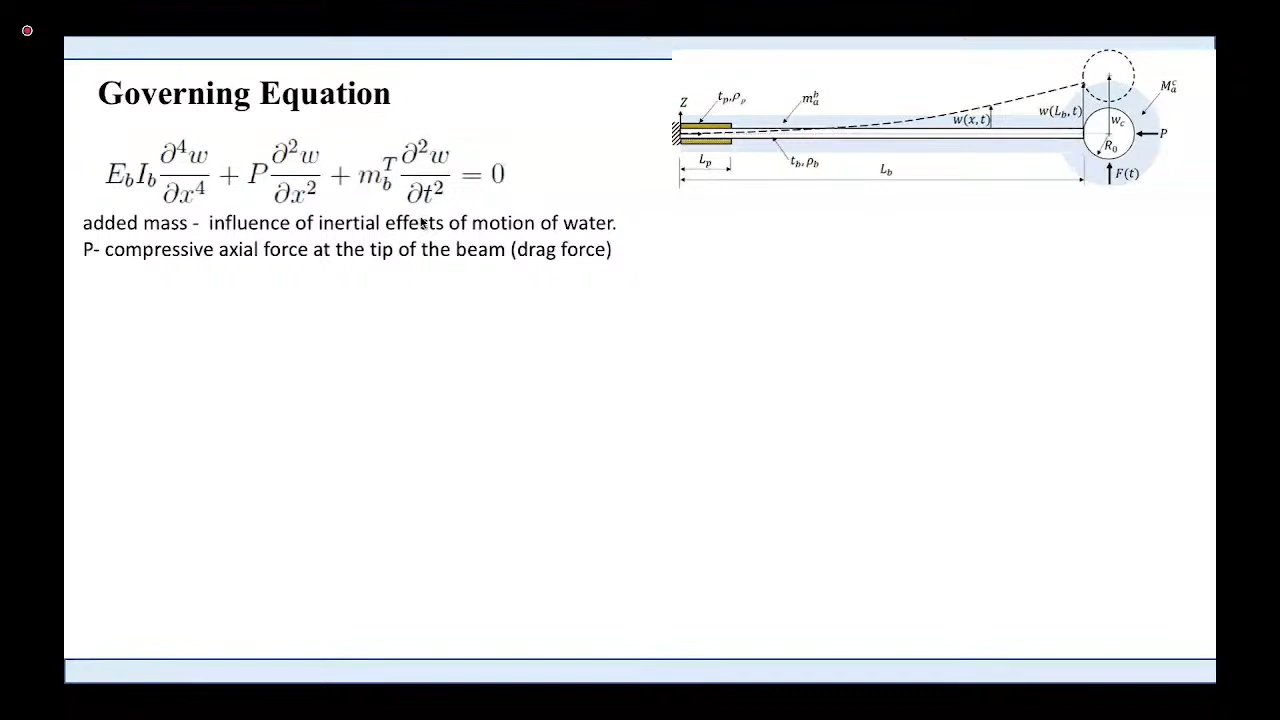 Governing Equation
E_bI_b ∂⁴w/∂x⁴ + P ∂²w/∂x² + m_b^T ∂²w/∂t² = 0
added mass - influence of inertial effects of motion of water.
P- compressive axial force at the tip of the beam (drag force)
Z
t_p, ρ_p
m_a^b
w(x, t)
w(L_b, t)
w_c
M_a^c
P
R_0
F(t)
L_p
t_b, ρ_b
L_b